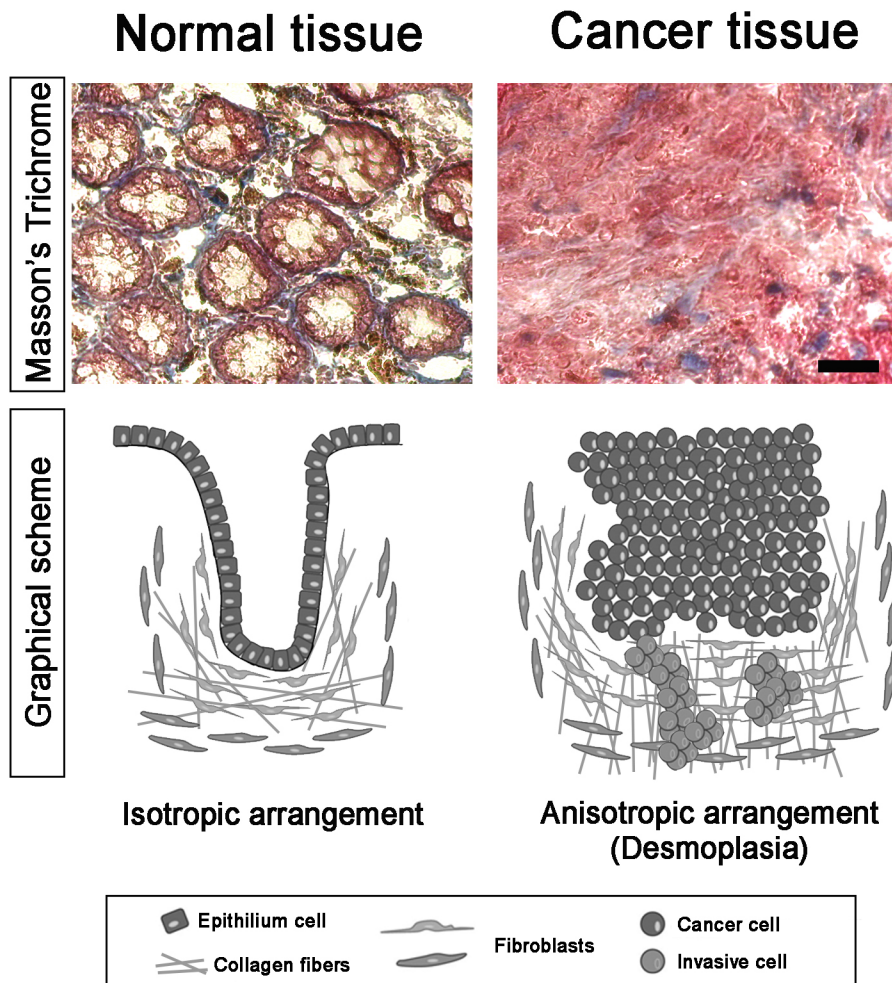 Normal tissue
Cancer tissue
Masson's Trichrome
Graphical scheme
Isotropic arrangement
Anisotropic arrangement
(Desmoplasia)
Epithilium cell
Collagen fibers
Fibroblasts
Cancer cell
Invasive cell